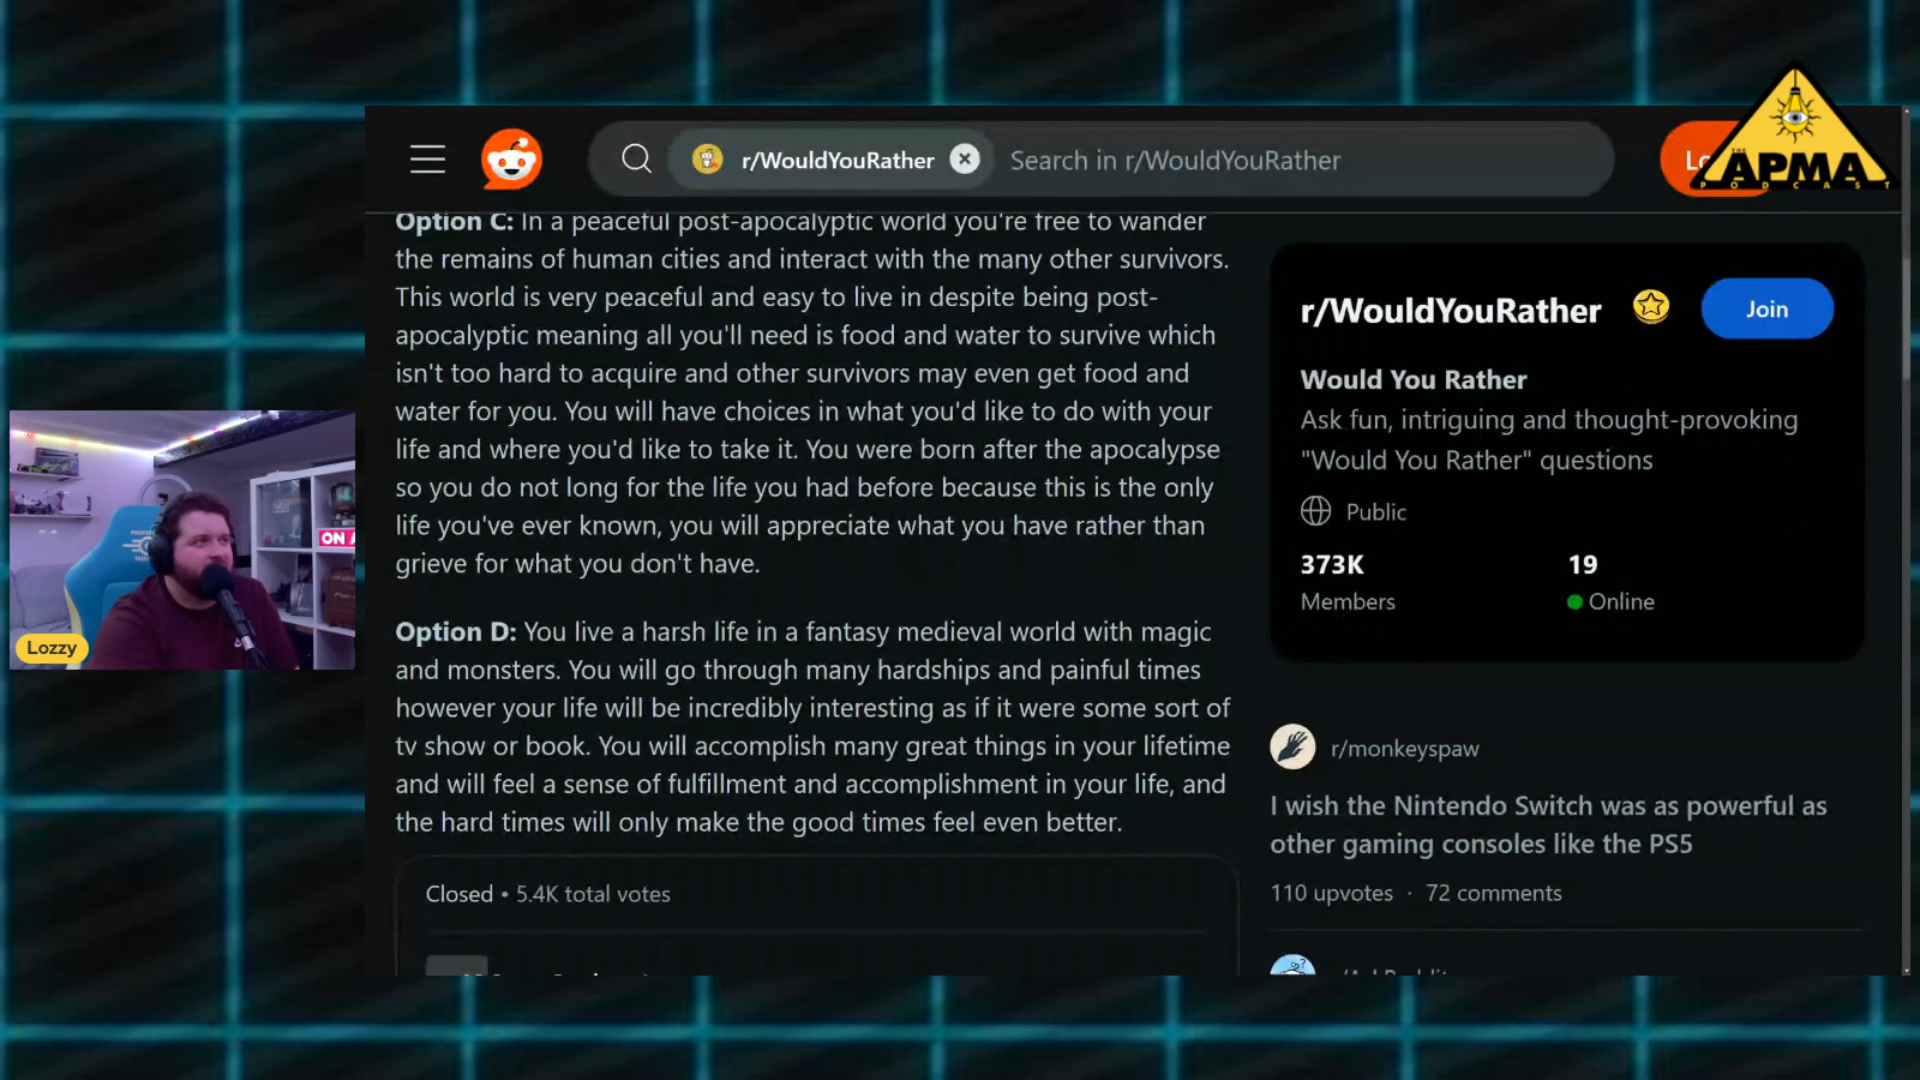 r/WouldYouRather
Search in r/WouldYouRather
Lo
THE
APMA
PODCAST
Option C: In a peaceful post-apocalyptic world you're free to wander
the remains of human cities and interact with the many other survivors.
This world is very peaceful and easy to live in despite being post-
apocalyptic meaning all you'll need is food and water to survive which
isn't too hard to acquire and other survivors may even get food and
water for you. You will have choices in what you'd like to do with your
life and where you'd like to take it. You were born after the apocalypse
so you do not long for the life you had before because this is the only
life you've ever known, you will appreciate what you have rather than
grieve for what you don't have.
Option D: You live a harsh life in a fantasy medieval world with magic
and monsters. You will go through many hardships and painful times
however your life will be incredibly interesting as if it were some sort of
tv show or book. You will accomplish many great things in your lifetime
and will feel a sense of fulfillment and accomplishment in your life, and
the hard times will only make the good times feel even better.
Closed • 5.4K total votes
r/WouldYouRather
Join
Would You Rather
Ask fun, intriguing and thought-provoking
"Would You Rather" questions
Public
373K
19
Members
Online
r/monkeyspaw
I wish the Nintendo Switch was as powerful as
other gaming consoles like the PS5
110 upvotes · 72 comments
ON A
Lozzy